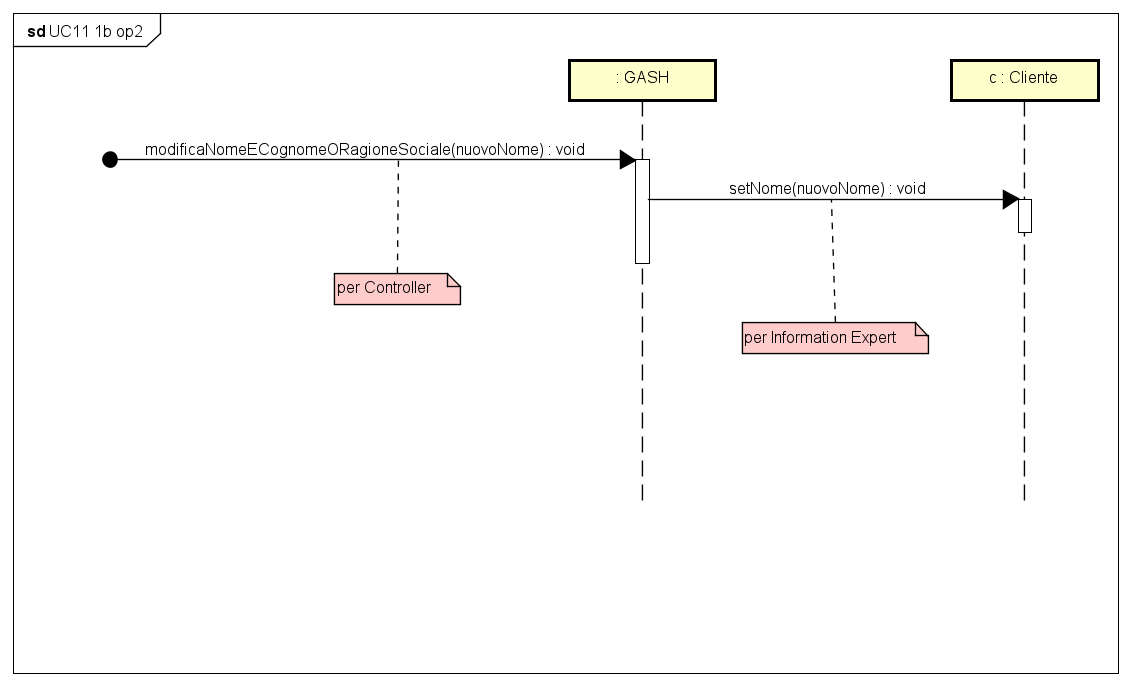 sd UC11 1b op2
: GASH
c : Cliente
modificaNomeECognomeORagioneSociale(nuovoNome) : void
setNome(nuovoNome) : void
per Controller
per Information Expert